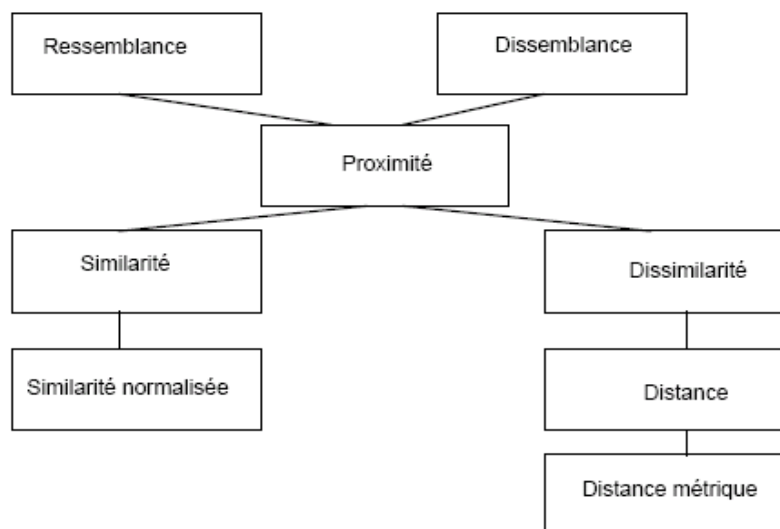 Ressemblance
Dissemblance
Proximité
Similarité
Dissimilarité
Similarité normalisée
Distance
Distance métrique